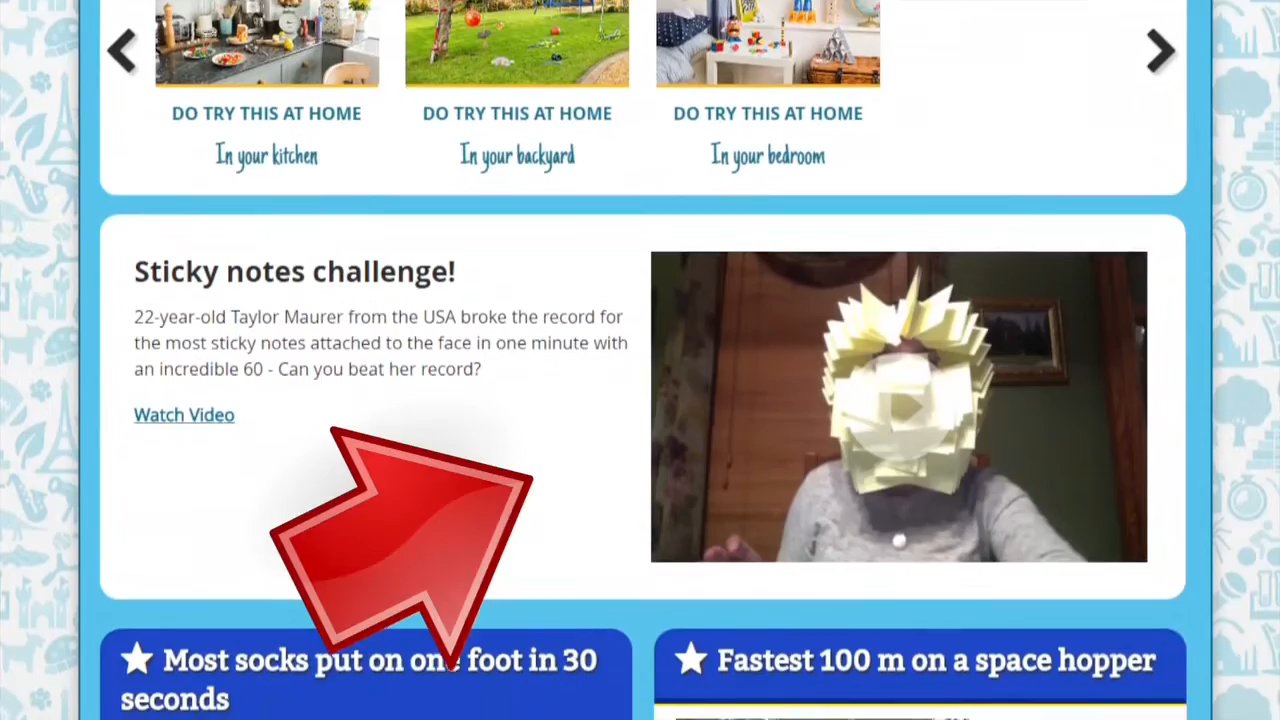 DO TRY THIS AT HOME
In your kitchen
DO TRY THIS AT HOME
In your backyard
DO TRY THIS AT HOME
In your bedroom
Sticky notes challenge!
22-year-old Taylor Maurer from the USA broke the record for
the most sticky notes attached to the face in one minute with
an incredible 60 - Can you beat her record?
Watch Video
Most socks put on one foot in 30
seconds
Fastest 100 m on a space hopper